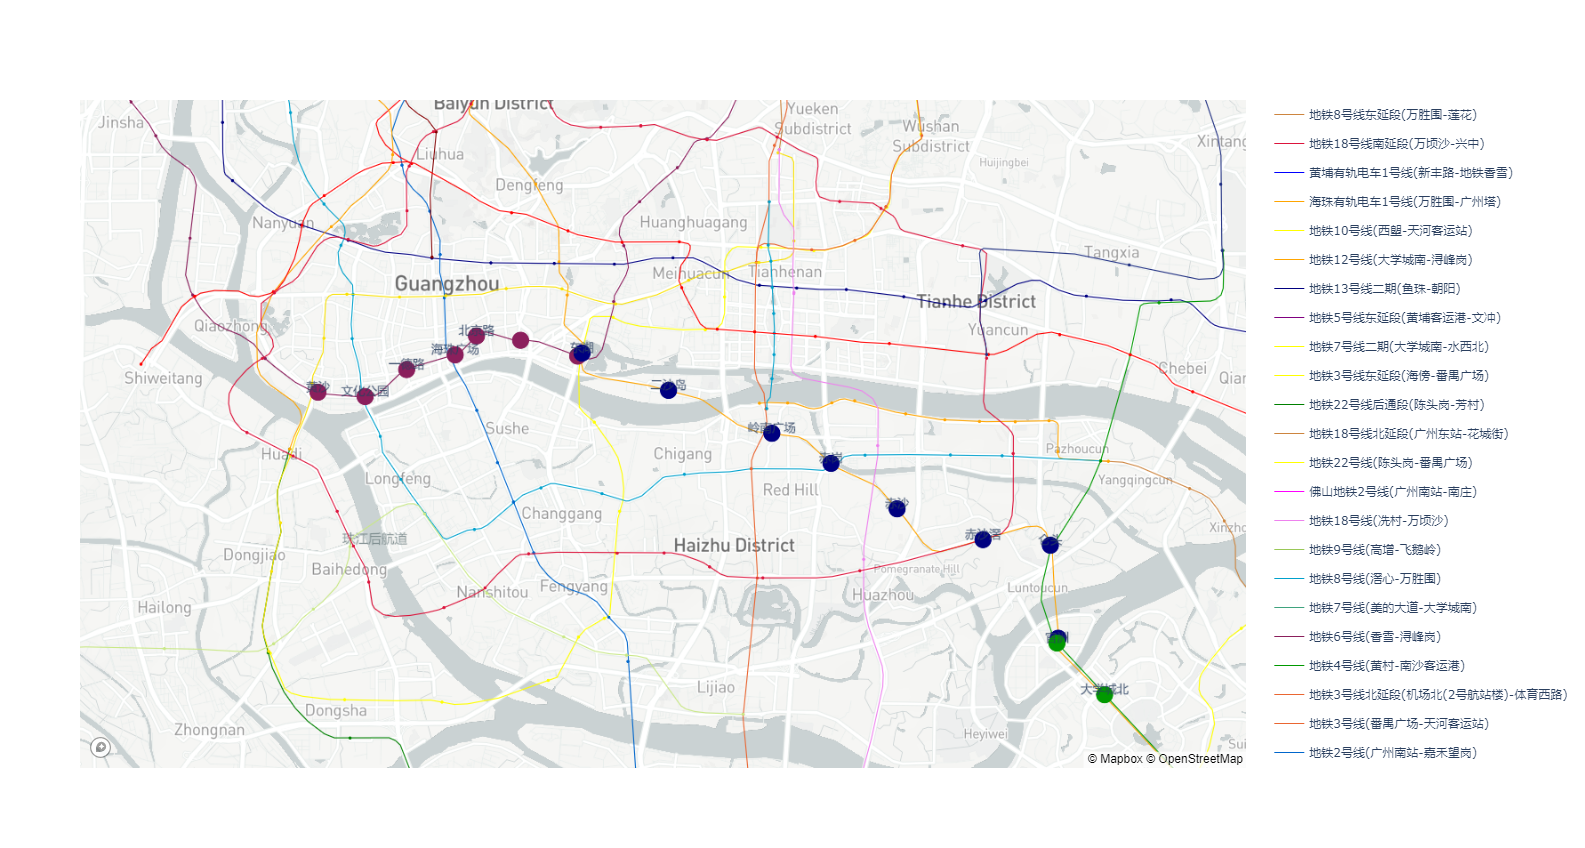 Jinsha
Baiyun District
Yueken
Subdistrict
Wushan
Subdistrict
Xintang
Liuhua
Huijingbei
Dengfeng
Nanyuan
Huanghuagang
Tangxia
Meihuacun
Tianhenan
Guangzhou
Tianhe District
Qiaozhong
Yuancun
北京路
海珠广场
东湖
Chebei
Shiweitang
一德路
黄沙
文化公园
二沙岛
岭南广场
Sushe
Huadi
Chigang
Pazhoucun
Longfeng
Red Hill
Yangqingcun
赤沙
Changgang
珠江后航道
赤沙滘
仑头
Haizhu District
Dongjiao
Baihedong
Pomegranate Hill
Nanshitou
Fengyang
Huazhou
Luntoucun
Hailong
官洲
Lijiao
大学城北
Dongsha
Zhongnan
Heyiwei
© Mapbox © OpenStreetMap
地铁8号线东延段(万胜围-莲花)
地铁18号线南延段(万顷沙-兴中)
黄埔有轨电车1号线(新丰路-地铁香雪)
海珠有轨电车1号线(万胜围-广州塔)
地铁10号线(西塱-天河客运站)
地铁12号线(大学城南-浔峰岗)
地铁13号线二期(鱼珠-朝阳)
地铁5号线东延段(黄埔客运港-文冲)
地铁7号线二期(大学城南-水西北)
地铁3号线东延段(海傍-番禺广场)
地铁22号线后通段(陈头岗-芳村)
地铁18号线北延段(广州东站-花城街)
地铁22号线(陈头岗-番禺广场)
佛山地铁2号线(广州南站-南庄)
地铁18号线(冼村-万顷沙)
地铁9号线(高增-飞鹅岭)
地铁8号线(滘心-万胜围)
地铁7号线(美的大道-大学城南)
地铁6号线(香雪-浔峰岗)
地铁4号线(黄村-南沙客运港)
地铁3号线北延段(机场北(2号航站楼)-体育西路)
地铁3号线(番禺广场-天河客运站)
地铁2号线(广州南站-嘉禾望岗)